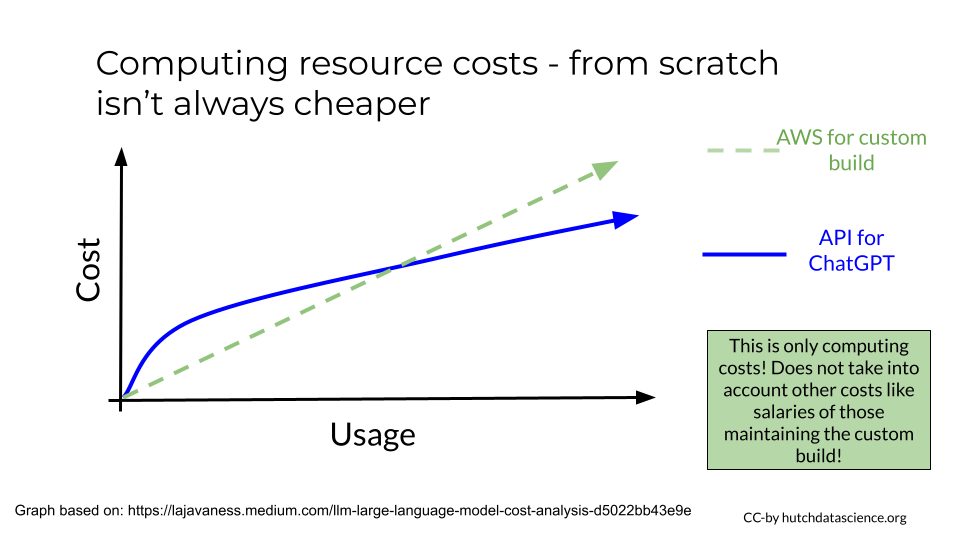 Computing resource costs - from scratch
isn’t always cheaper
AWS for custom
build
API for
ChatGPT
Cost
Usage
This is only computing
costs! Does not take into
account other costs like
salaries of those
maintaining the custom
build!
Graph based on: https://lajavaness.medium.com/llm-large-language-model-cost-analysis-d5022bb43e9e
CC-by hutchdatascience.org